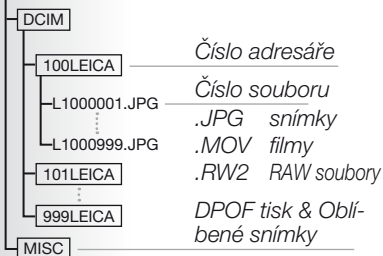 DCIM
100LEICA
Číslo adresáře
L1000001.JPG
Číslo souboru
.JPG snímky
.MOV filmy
L1000999.JPG
101LEICA
.RW2 RAW soubory
999LEICA
DPOF tisk & Oblí-
bené snímky
MISC